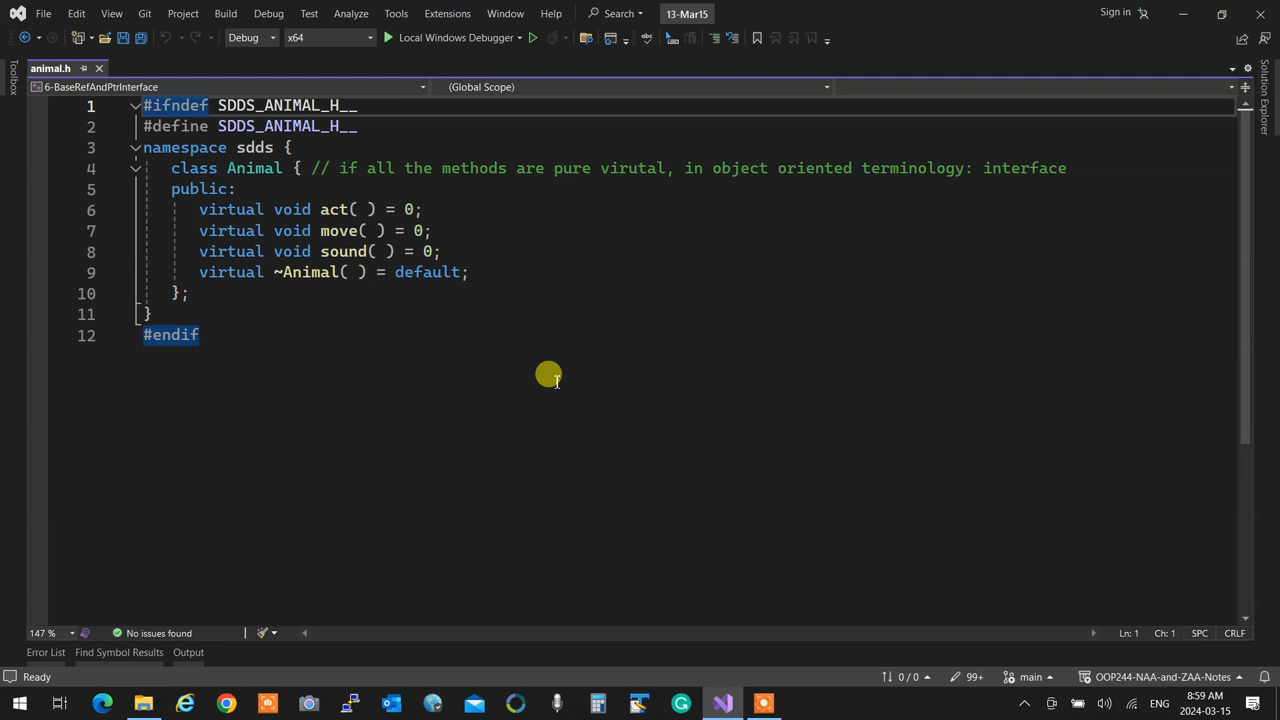 File Edit View Git Project Build Debug Test Analyze Tools Extensions Window Help Search 13-Mar15 Sign in
Debug x64 Local Windows Debugger
animal.h
6-BaseRefAndPtrInterface (Global Scope)
1 #ifndef SDDS_ANIMAL_H__
2 #define SDDS_ANIMAL_H__
3 namespace sdds {
4 class Animal { // if all the methods are pure virutal, in object oriented terminology: interface
5 public:
6 virtual void act( ) = 0;
7 virtual void move( ) = 0;
8 virtual void sound( ) = 0;
9 virtual ~Animal( ) = default;
10 };
11 }
12 #endif
Toolbox
Solution Explorer
147 % No issues found Ln: 1 Ch: 1 SPC CRLF
Error List Find Symbol Results Output
Ready 0 / 0 99+ main OOP244-NAA-and-ZAA-Notes
ENG 8:59 AM
2024-03-15